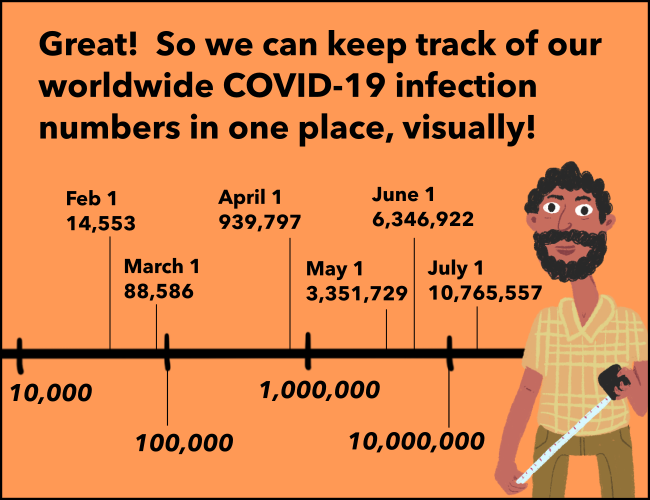 Great!  So we can keep track of our
worldwide COVID-19 infection
numbers in one place, visually!
Feb 1
14,553
March 1
88,586
April 1
939,797
May 1
3,351,729
June 1
6,346,922
July 1
10,765,557
10,000
100,000
1,000,000
10,000,000